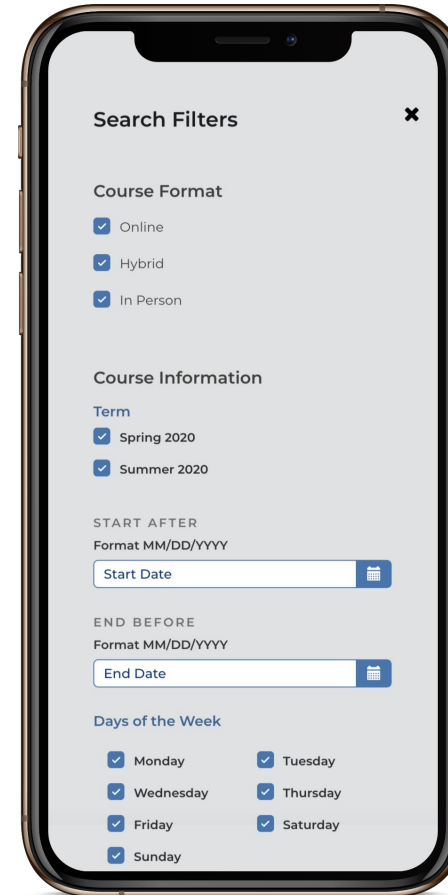 Search Filters
Course Format
Online
Hybrid
In Person
Course Information
Term
Spring 2020
Summer 2020
START AFTER
Format MM/DD/YYYY
Start Date
END BEFORE
Format MM/DD/YYYY
End Date
Days of the Week
Monday Tuesday
Wednesday Thursday
Friday Saturday
Sunday